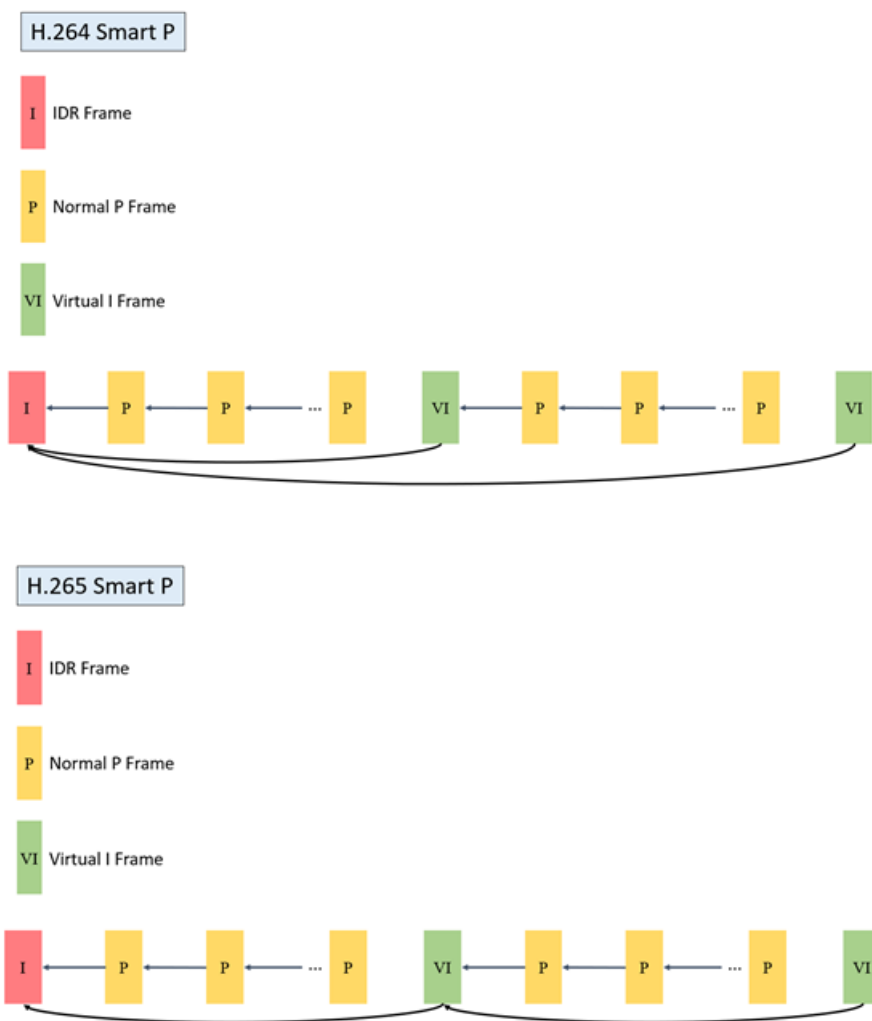 H.264 Smart P
I IDR Frame
P Normal P Frame
VI Virtual I Frame
I P P ... P VI P P ... P VI
H.265 Smart P
I IDR Frame
P Normal P Frame
VI Virtual I Frame
I P P ... P VI P P ... P VI